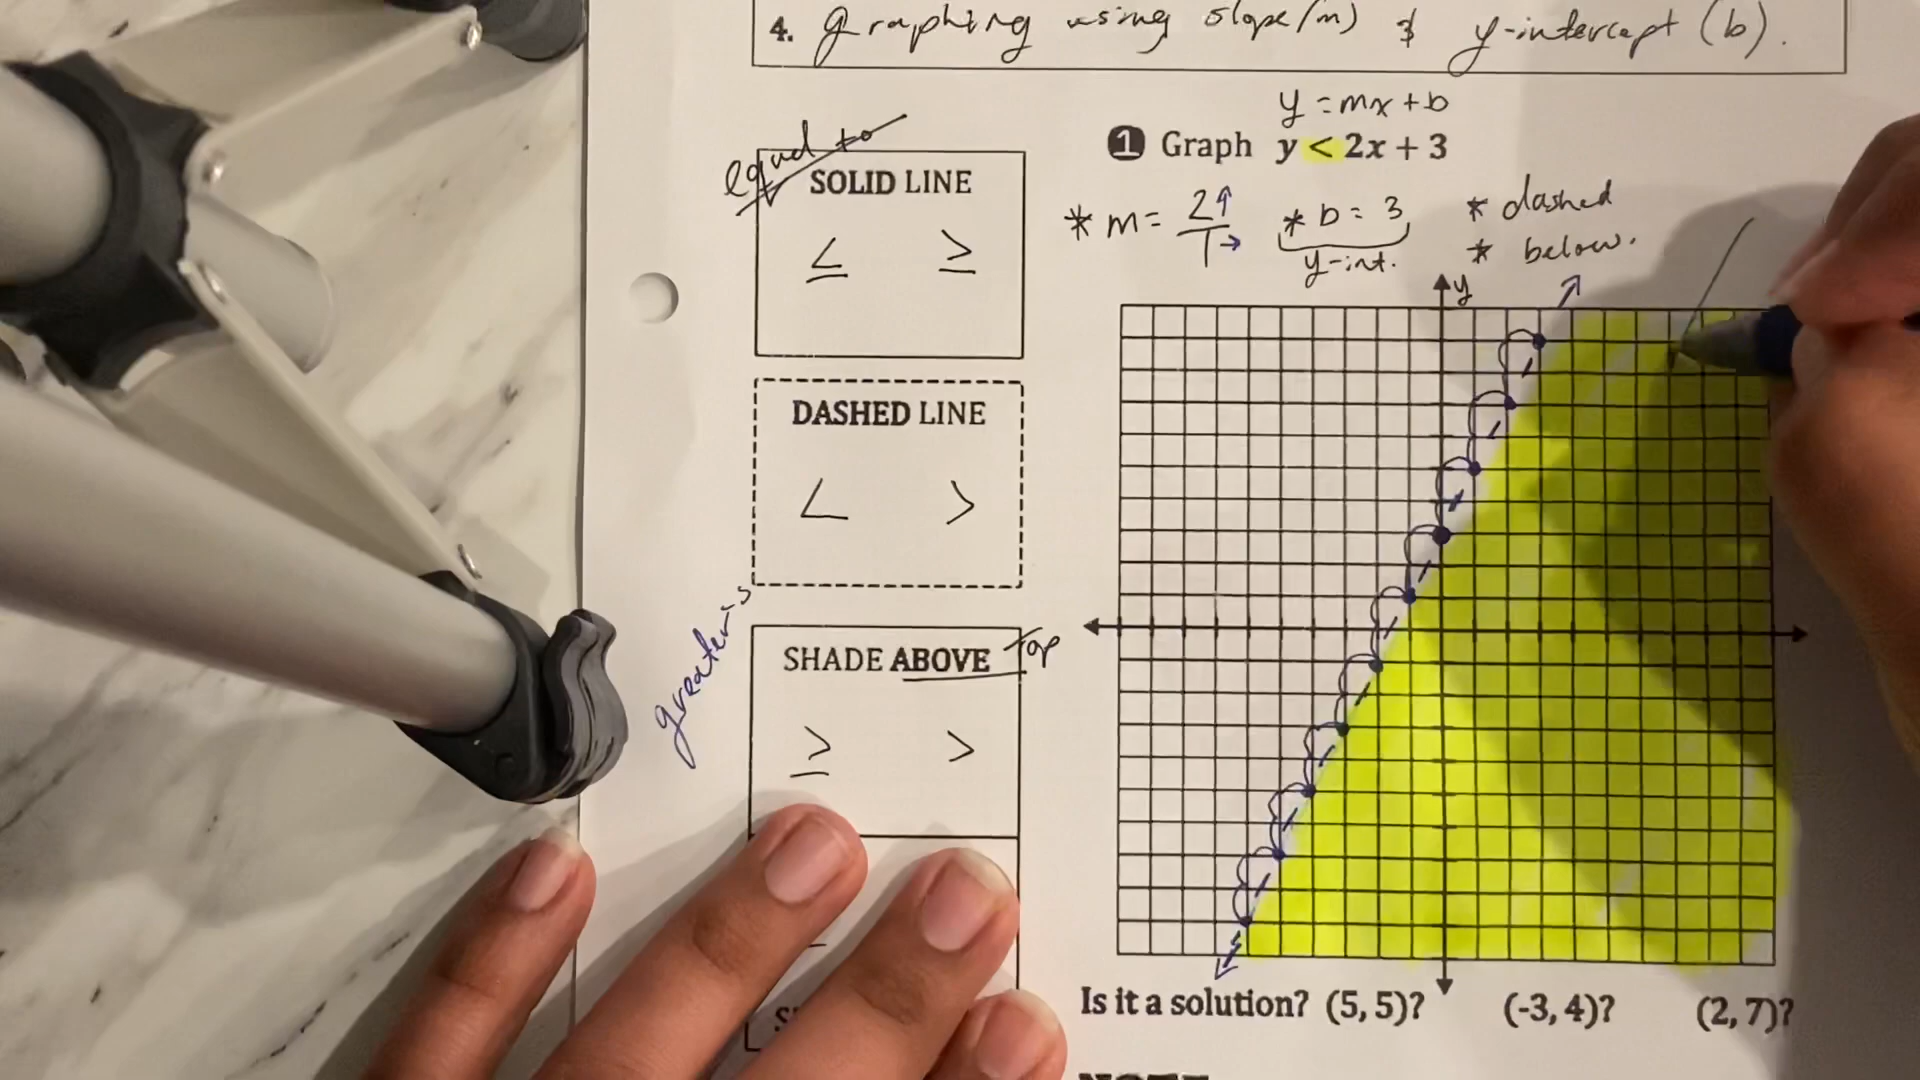 4. graphing using slope (m) & y-intercept (b).
equal to
SOLID LINE
≤ ≥
DASHED LINE
< >
greater's
SHADE ABOVE Top
≥ >
y = mx + b
1 Graph y < 2x + 3
* m = 2↑/1→ * b = 3 * dashed
y-int. * below.
y
Is it a solution? (5, 5)? (-3, 4)? (2, 7)?